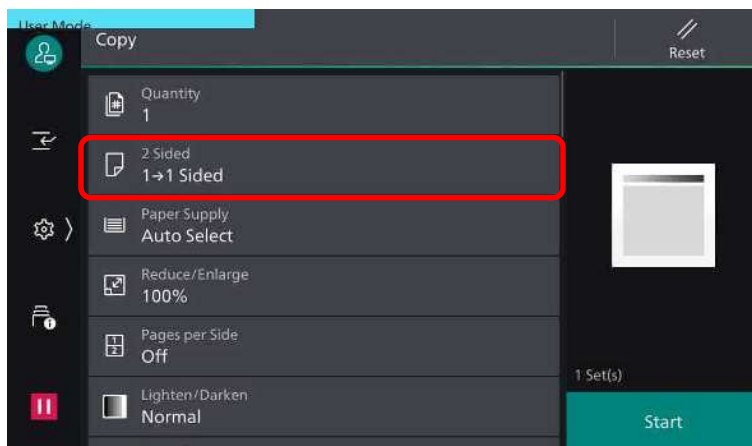 User Mode
Copy
Reset
Quantity
1
2 Sided
1→1 Sided
Paper Supply
Auto Select
Reduce/Enlarge
100%
Pages per Side
Off
Lighten/Darken
Normal
1 Set(s)
Start